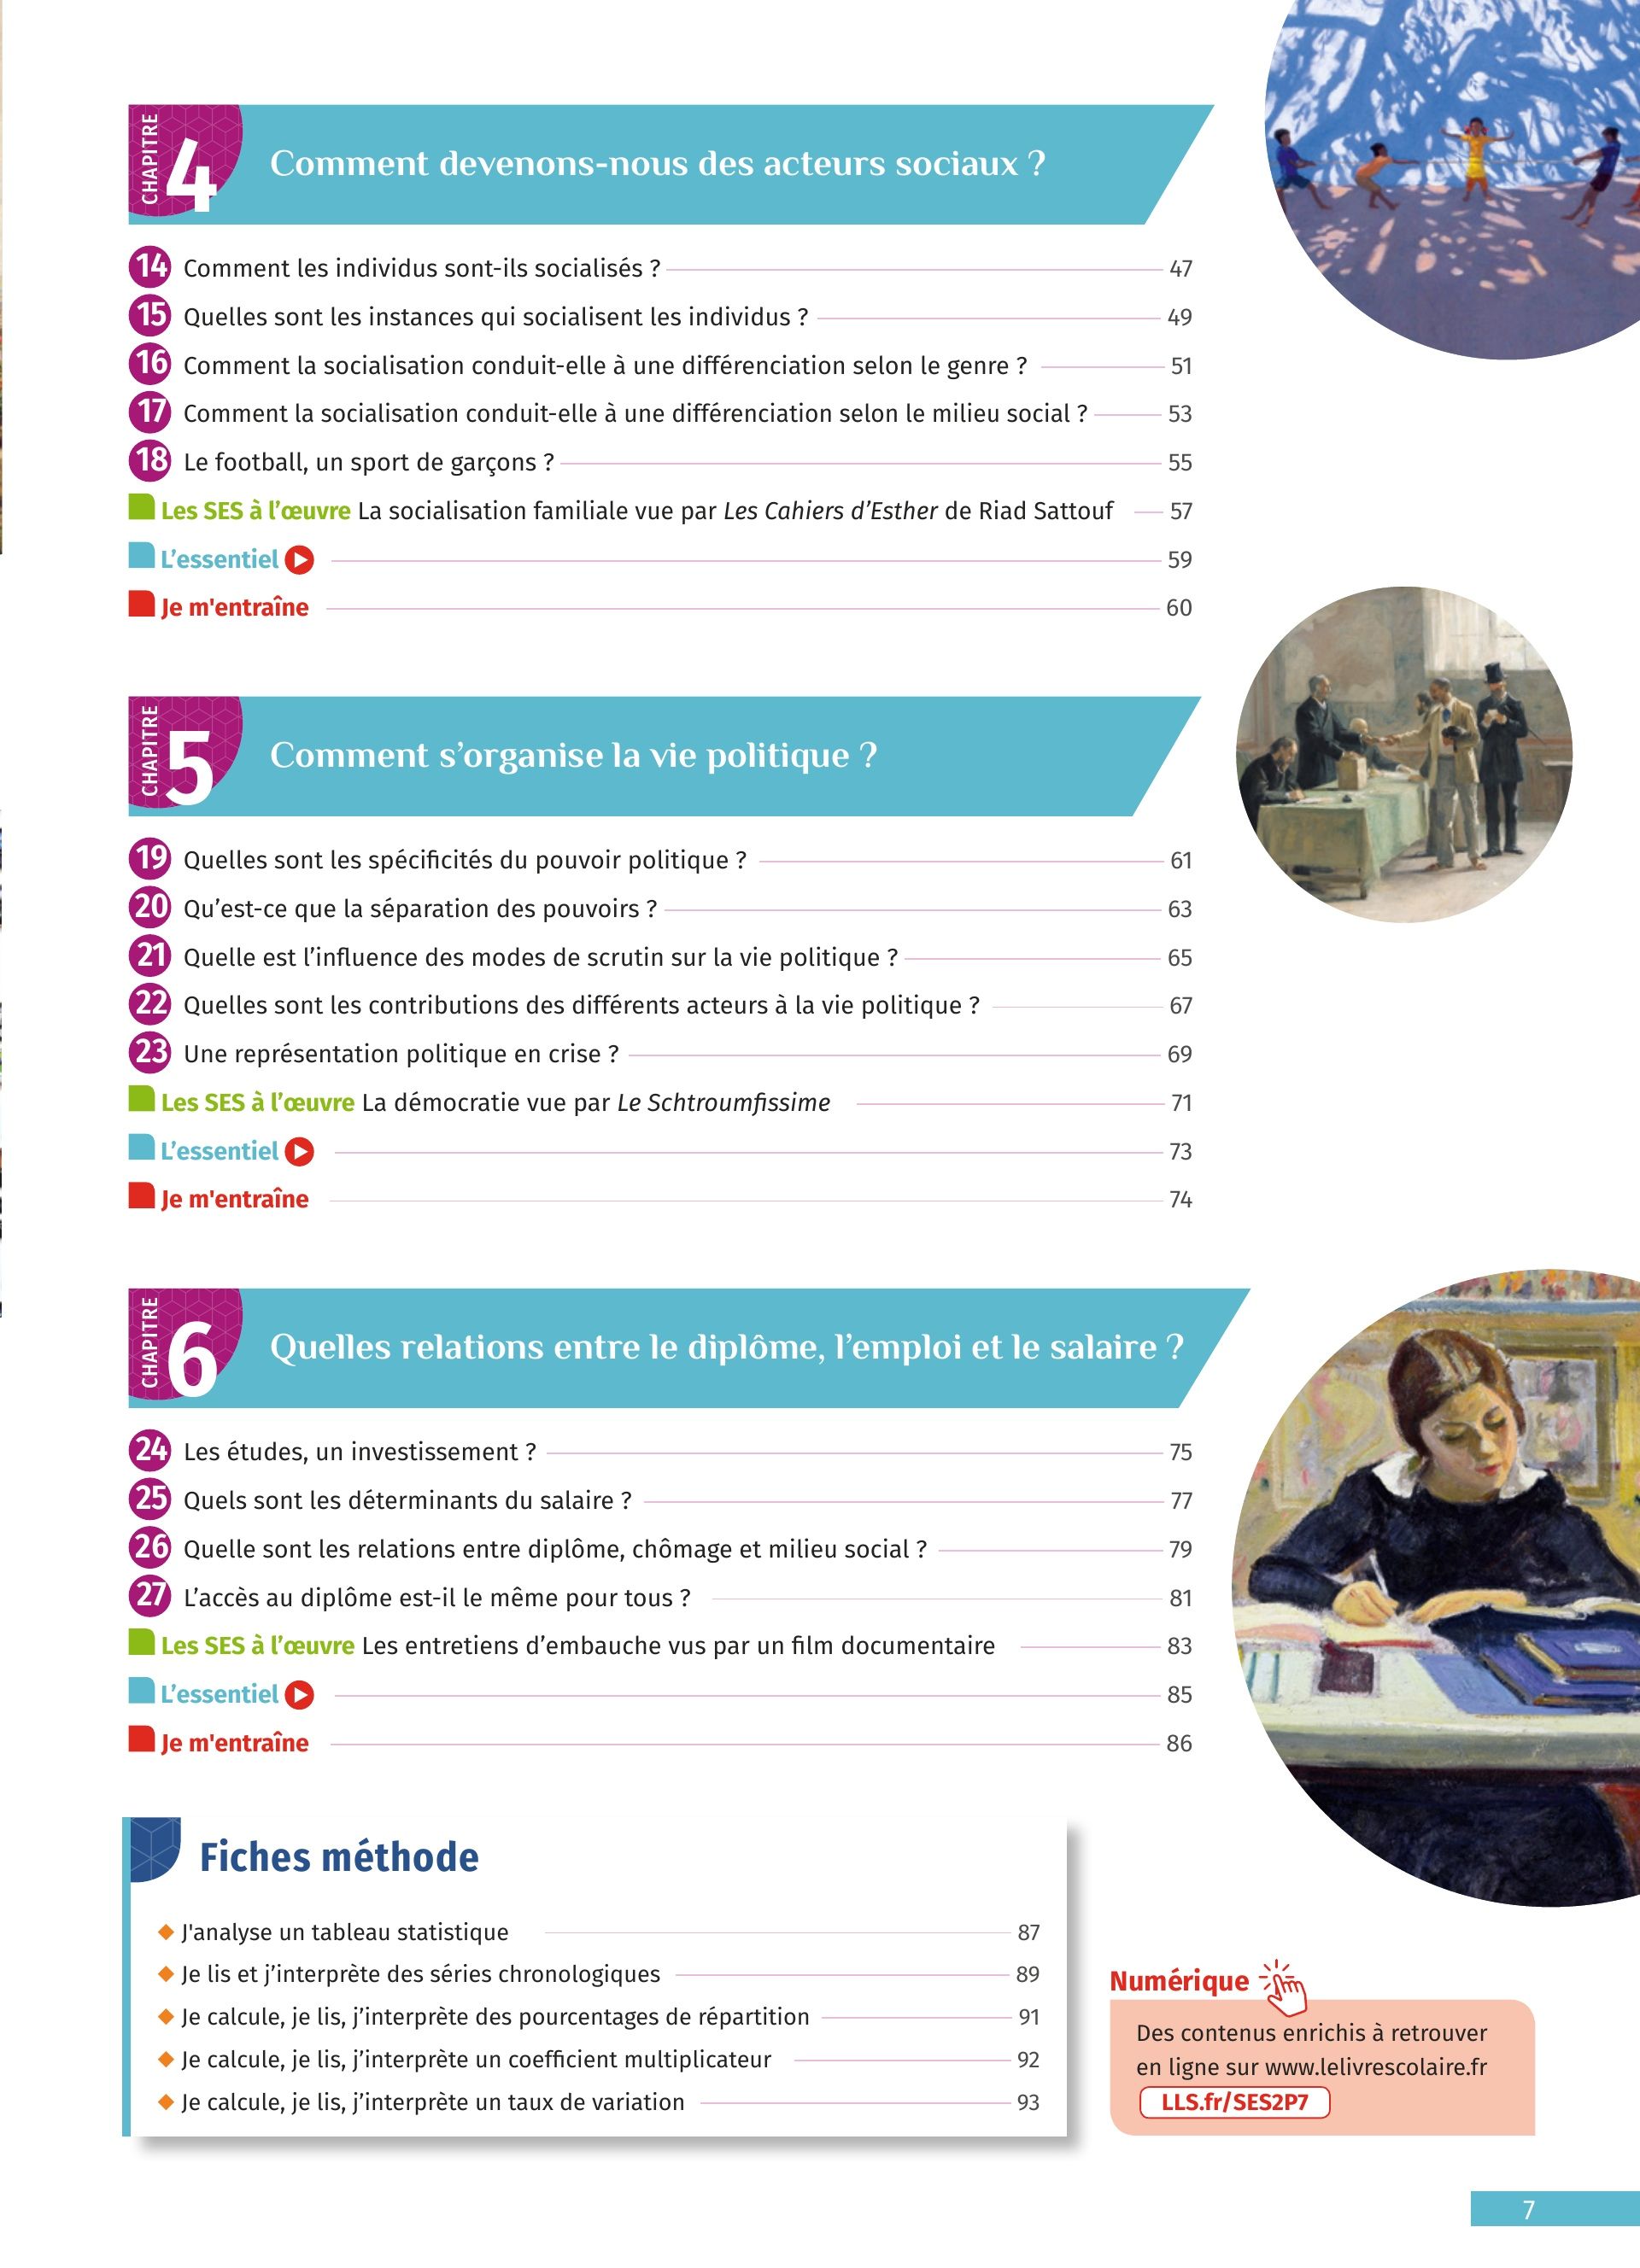 CHAPITRE 4 Comment devenons-nous des acteurs sociaux ?
14 Comment les individus sont-ils socialisés ? 47
15 Quelles sont les instances qui socialisent les individus ? 49
16 Comment la socialisation conduit-elle à une différenciation selon le genre ? 51
17 Comment la socialisation conduit-elle à une différenciation selon le milieu social ? 53
18 Le football, un sport de garçons ? 55
Les SES à l’œuvre La socialisation familiale vue par Les Cahiers d’Esther de Riad Sattouf 57
L’essentiel 59
Je m'entraîne 60
CHAPITRE 5 Comment s’organise la vie politique ?
19 Quelles sont les spécificités du pouvoir politique ? 61
20 Qu’est-ce que la séparation des pouvoirs ? 63
21 Quelle est l’influence des modes de scrutin sur la vie politique ? 65
22 Quelles sont les contributions des différents acteurs à la vie politique ? 67
23 Une représentation politique en crise ? 69
Les SES à l’œuvre La démocratie vue par Le Schtroumfissime 71
L’essentiel 73
Je m'entraîne 74
CHAPITRE 6 Quelles relations entre le diplôme, l’emploi et le salaire ?
24 Les études, un investissement ? 75
25 Quels sont les déterminants du salaire ? 77
26 Quelle sont les relations entre diplôme, chômage et milieu social ? 79
27 L’accès au diplôme est-il le même pour tous ? 81
Les SES à l’œuvre Les entretiens d’embauche vus par un film documentaire 83
L’essentiel 85
Je m'entraîne 86
Fiches méthode
J'analyse un tableau statistique 87
Je lis et j’interprète des séries chronologiques 89
Je calcule, je lis, j’interprète des pourcentages de répartition 91
Je calcule, je lis, j’interprète un coefficient multiplicateur 92
Je calcule, je lis, j’interprète un taux de variation 93
Numérique
Des contenus enrichis à retrouver
en ligne sur www.lelivrescolaire.fr
LLS.fr/SES2P7
7